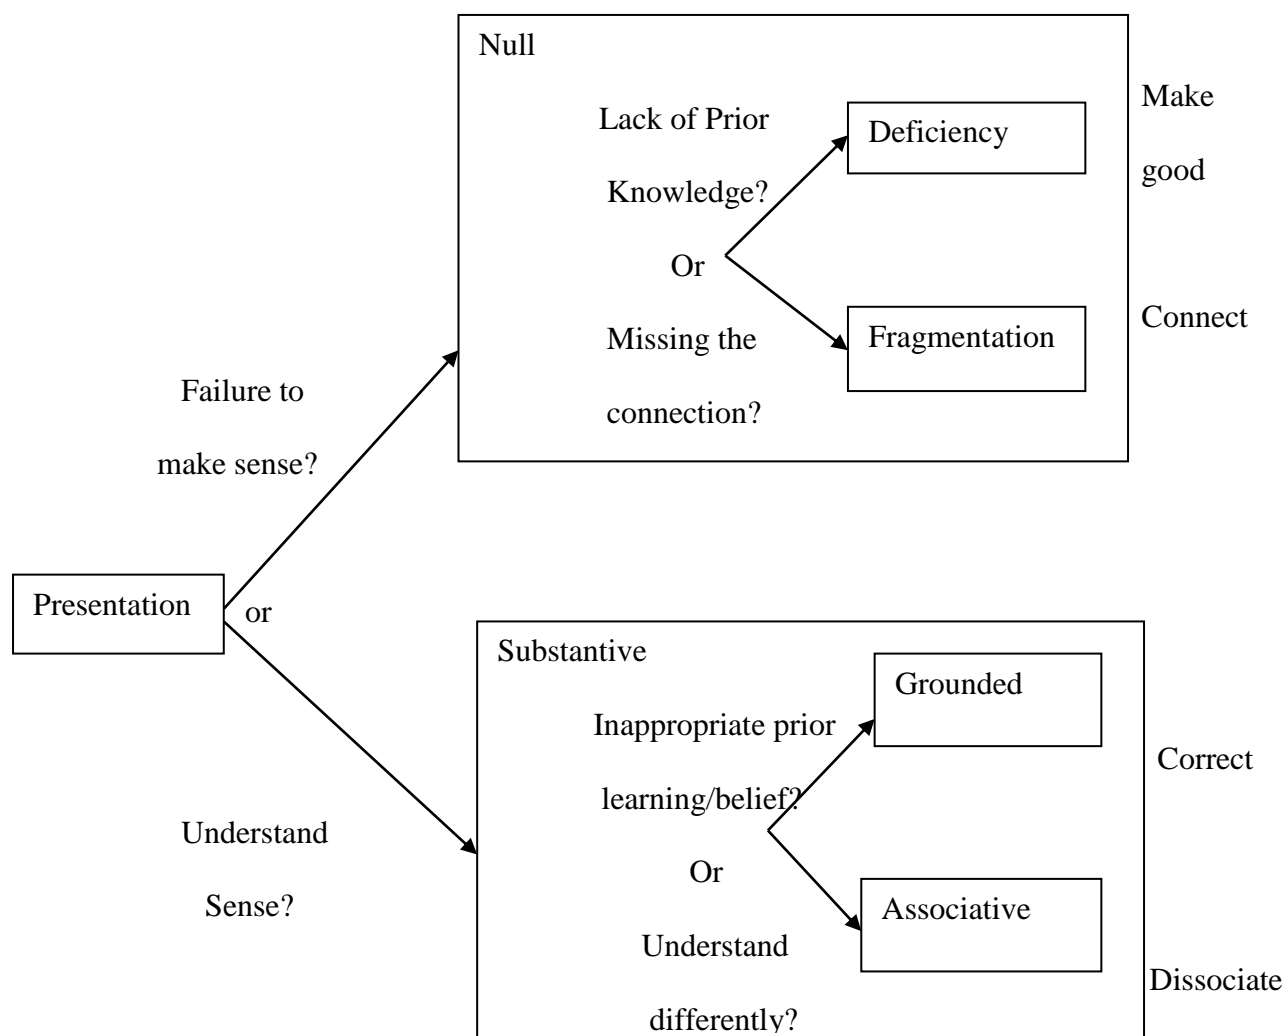 Null
Make
Lack of Prior
Deficiency
good
Knowledge?
Or
Connect
Missing the
Fragmentation
connection?
Failure to
make sense?
Presentation
or
Substantive
Grounded
Inappropriate prior
Correct
learning/belief?
Understand
Or
Sense?
Associative
Understand
Dissociate
differently?